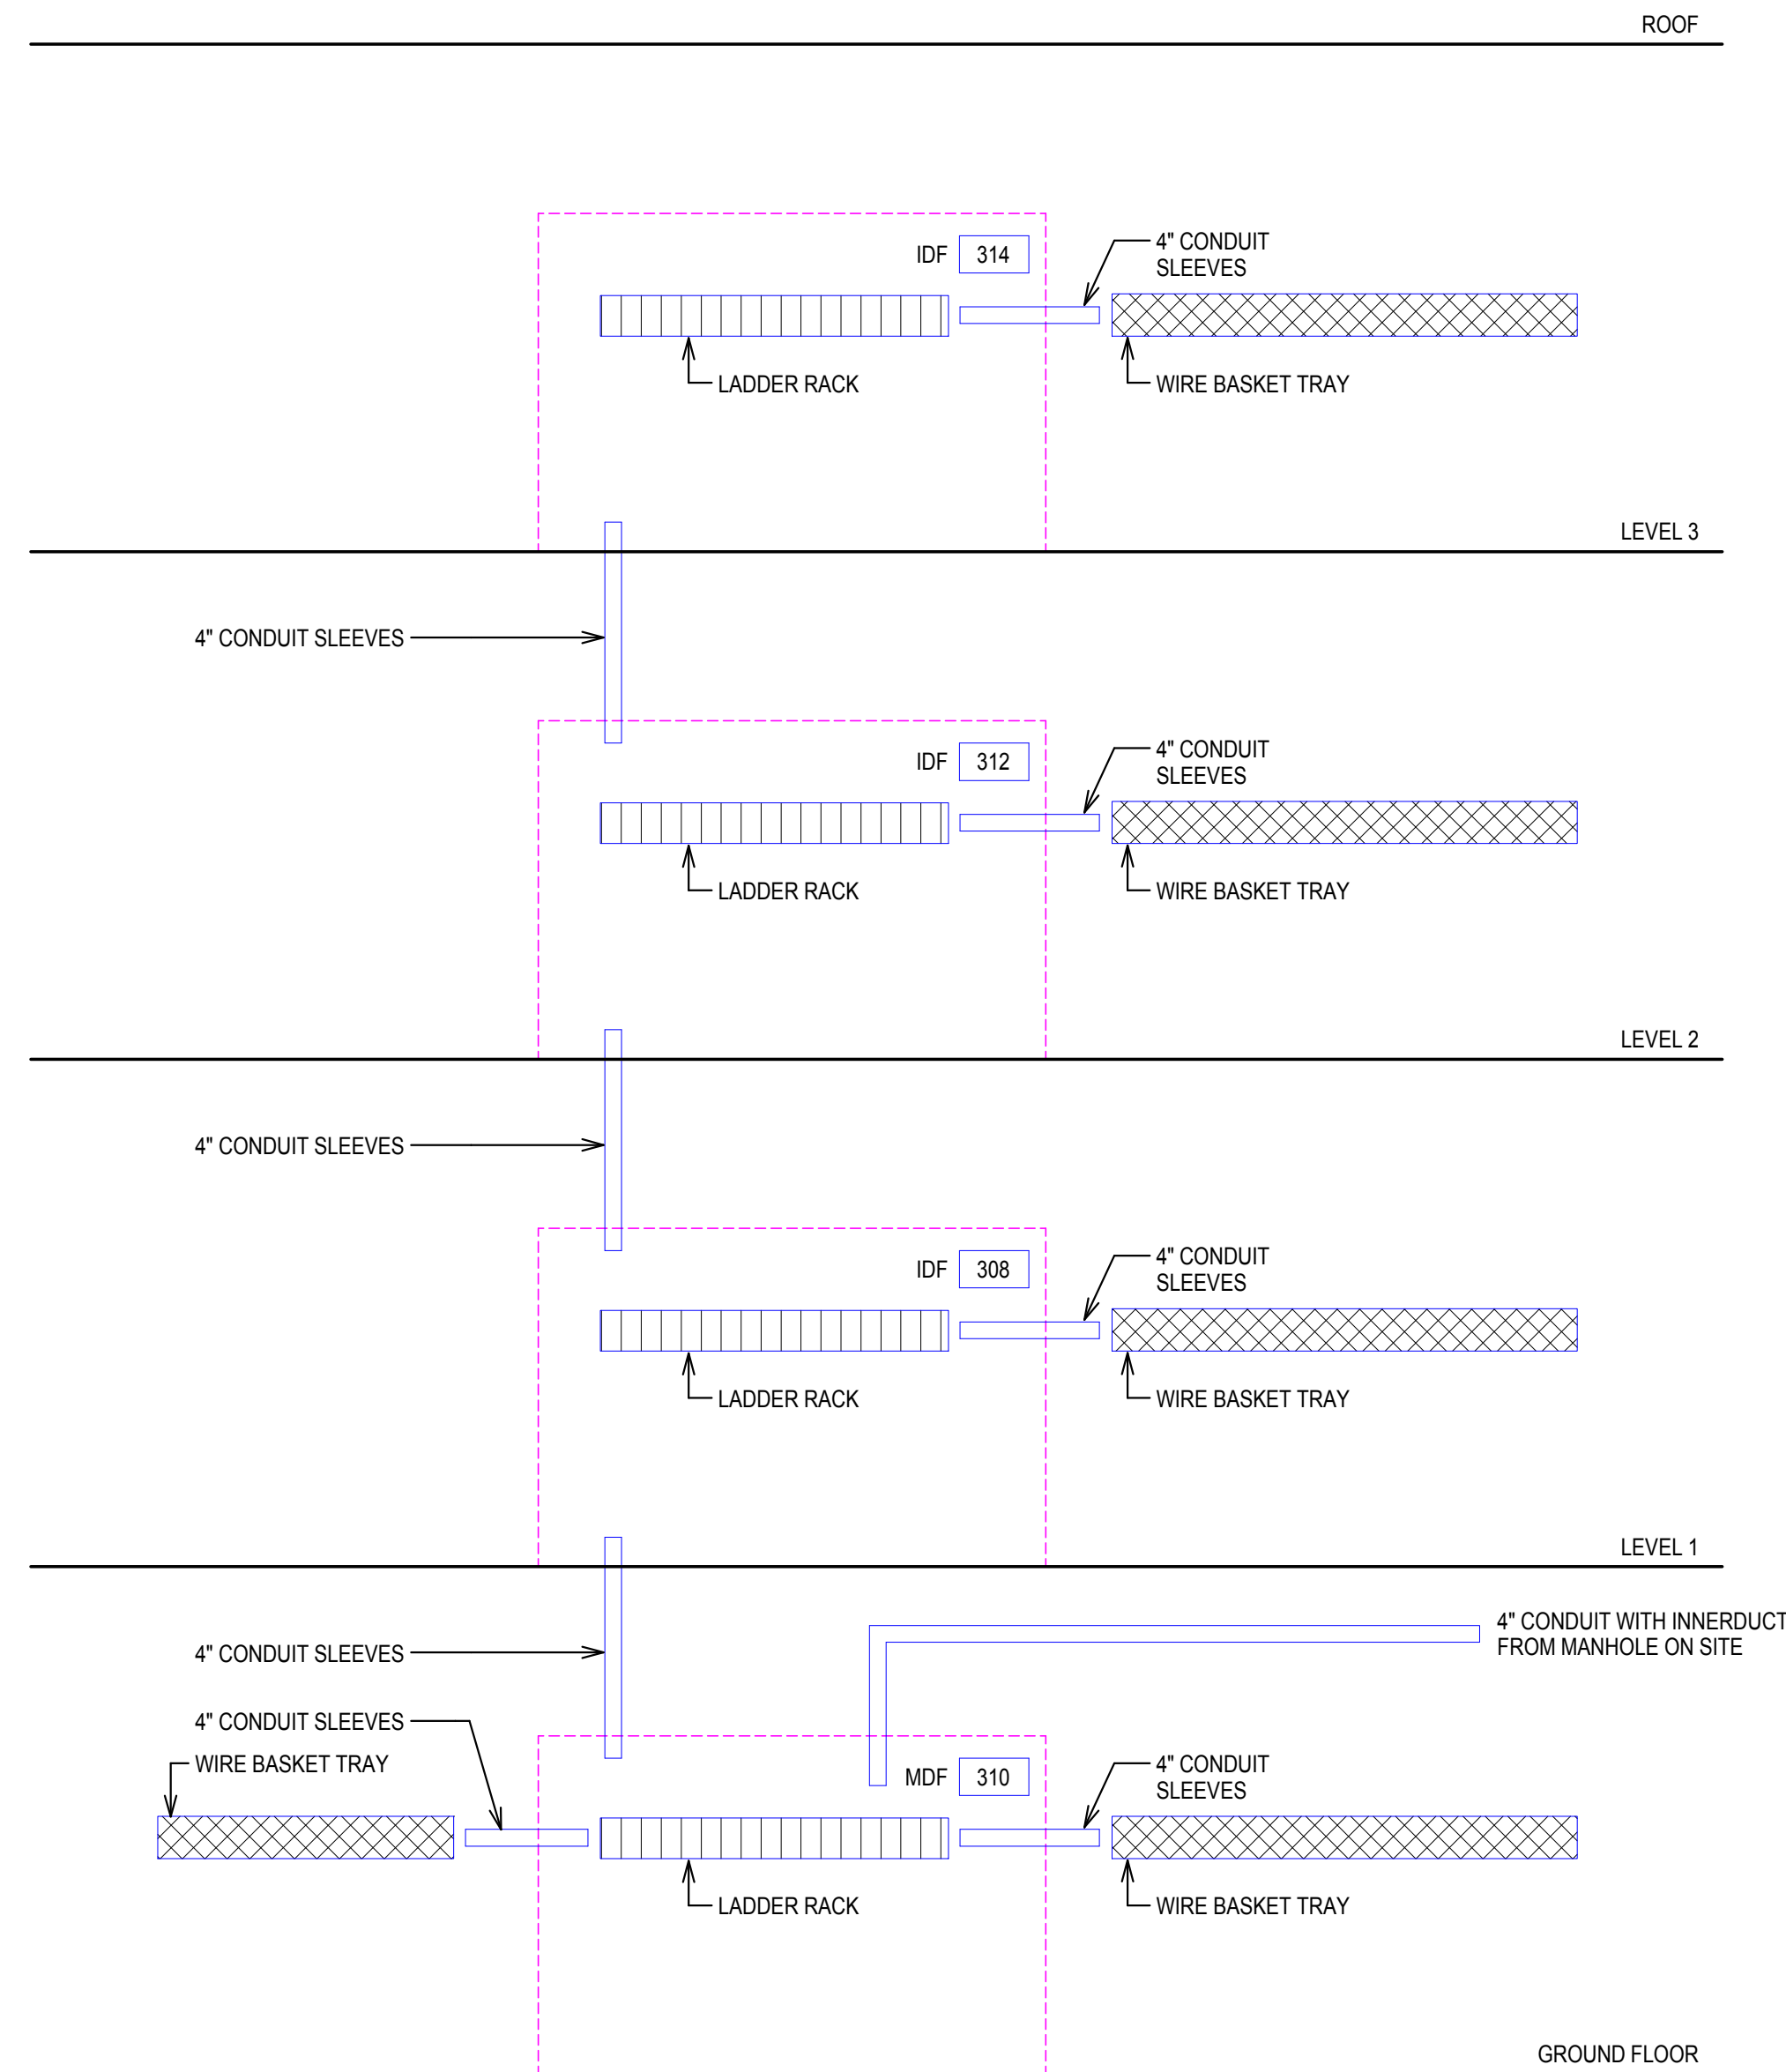 ROOF
IDF 314
4" CONDUIT
SLEEVES
LADDER RACK
WIRE BASKET TRAY
LEVEL 3
4" CONDUIT SLEEVES
IDF 312
4" CONDUIT
SLEEVES
LADDER RACK
WIRE BASKET TRAY
LEVEL 2
4" CONDUIT SLEEVES
IDF 308
4" CONDUIT
SLEEVES
LADDER RACK
WIRE BASKET TRAY
LEVEL 1
4" CONDUIT WITH INNERDUCT
FROM MANHOLE ON SITE
4" CONDUIT SLEEVES
4" CONDUIT SLEEVES
WIRE BASKET TRAY
MDF 310
4" CONDUIT
SLEEVES
LADDER RACK
WIRE BASKET TRAY
GROUND FLOOR